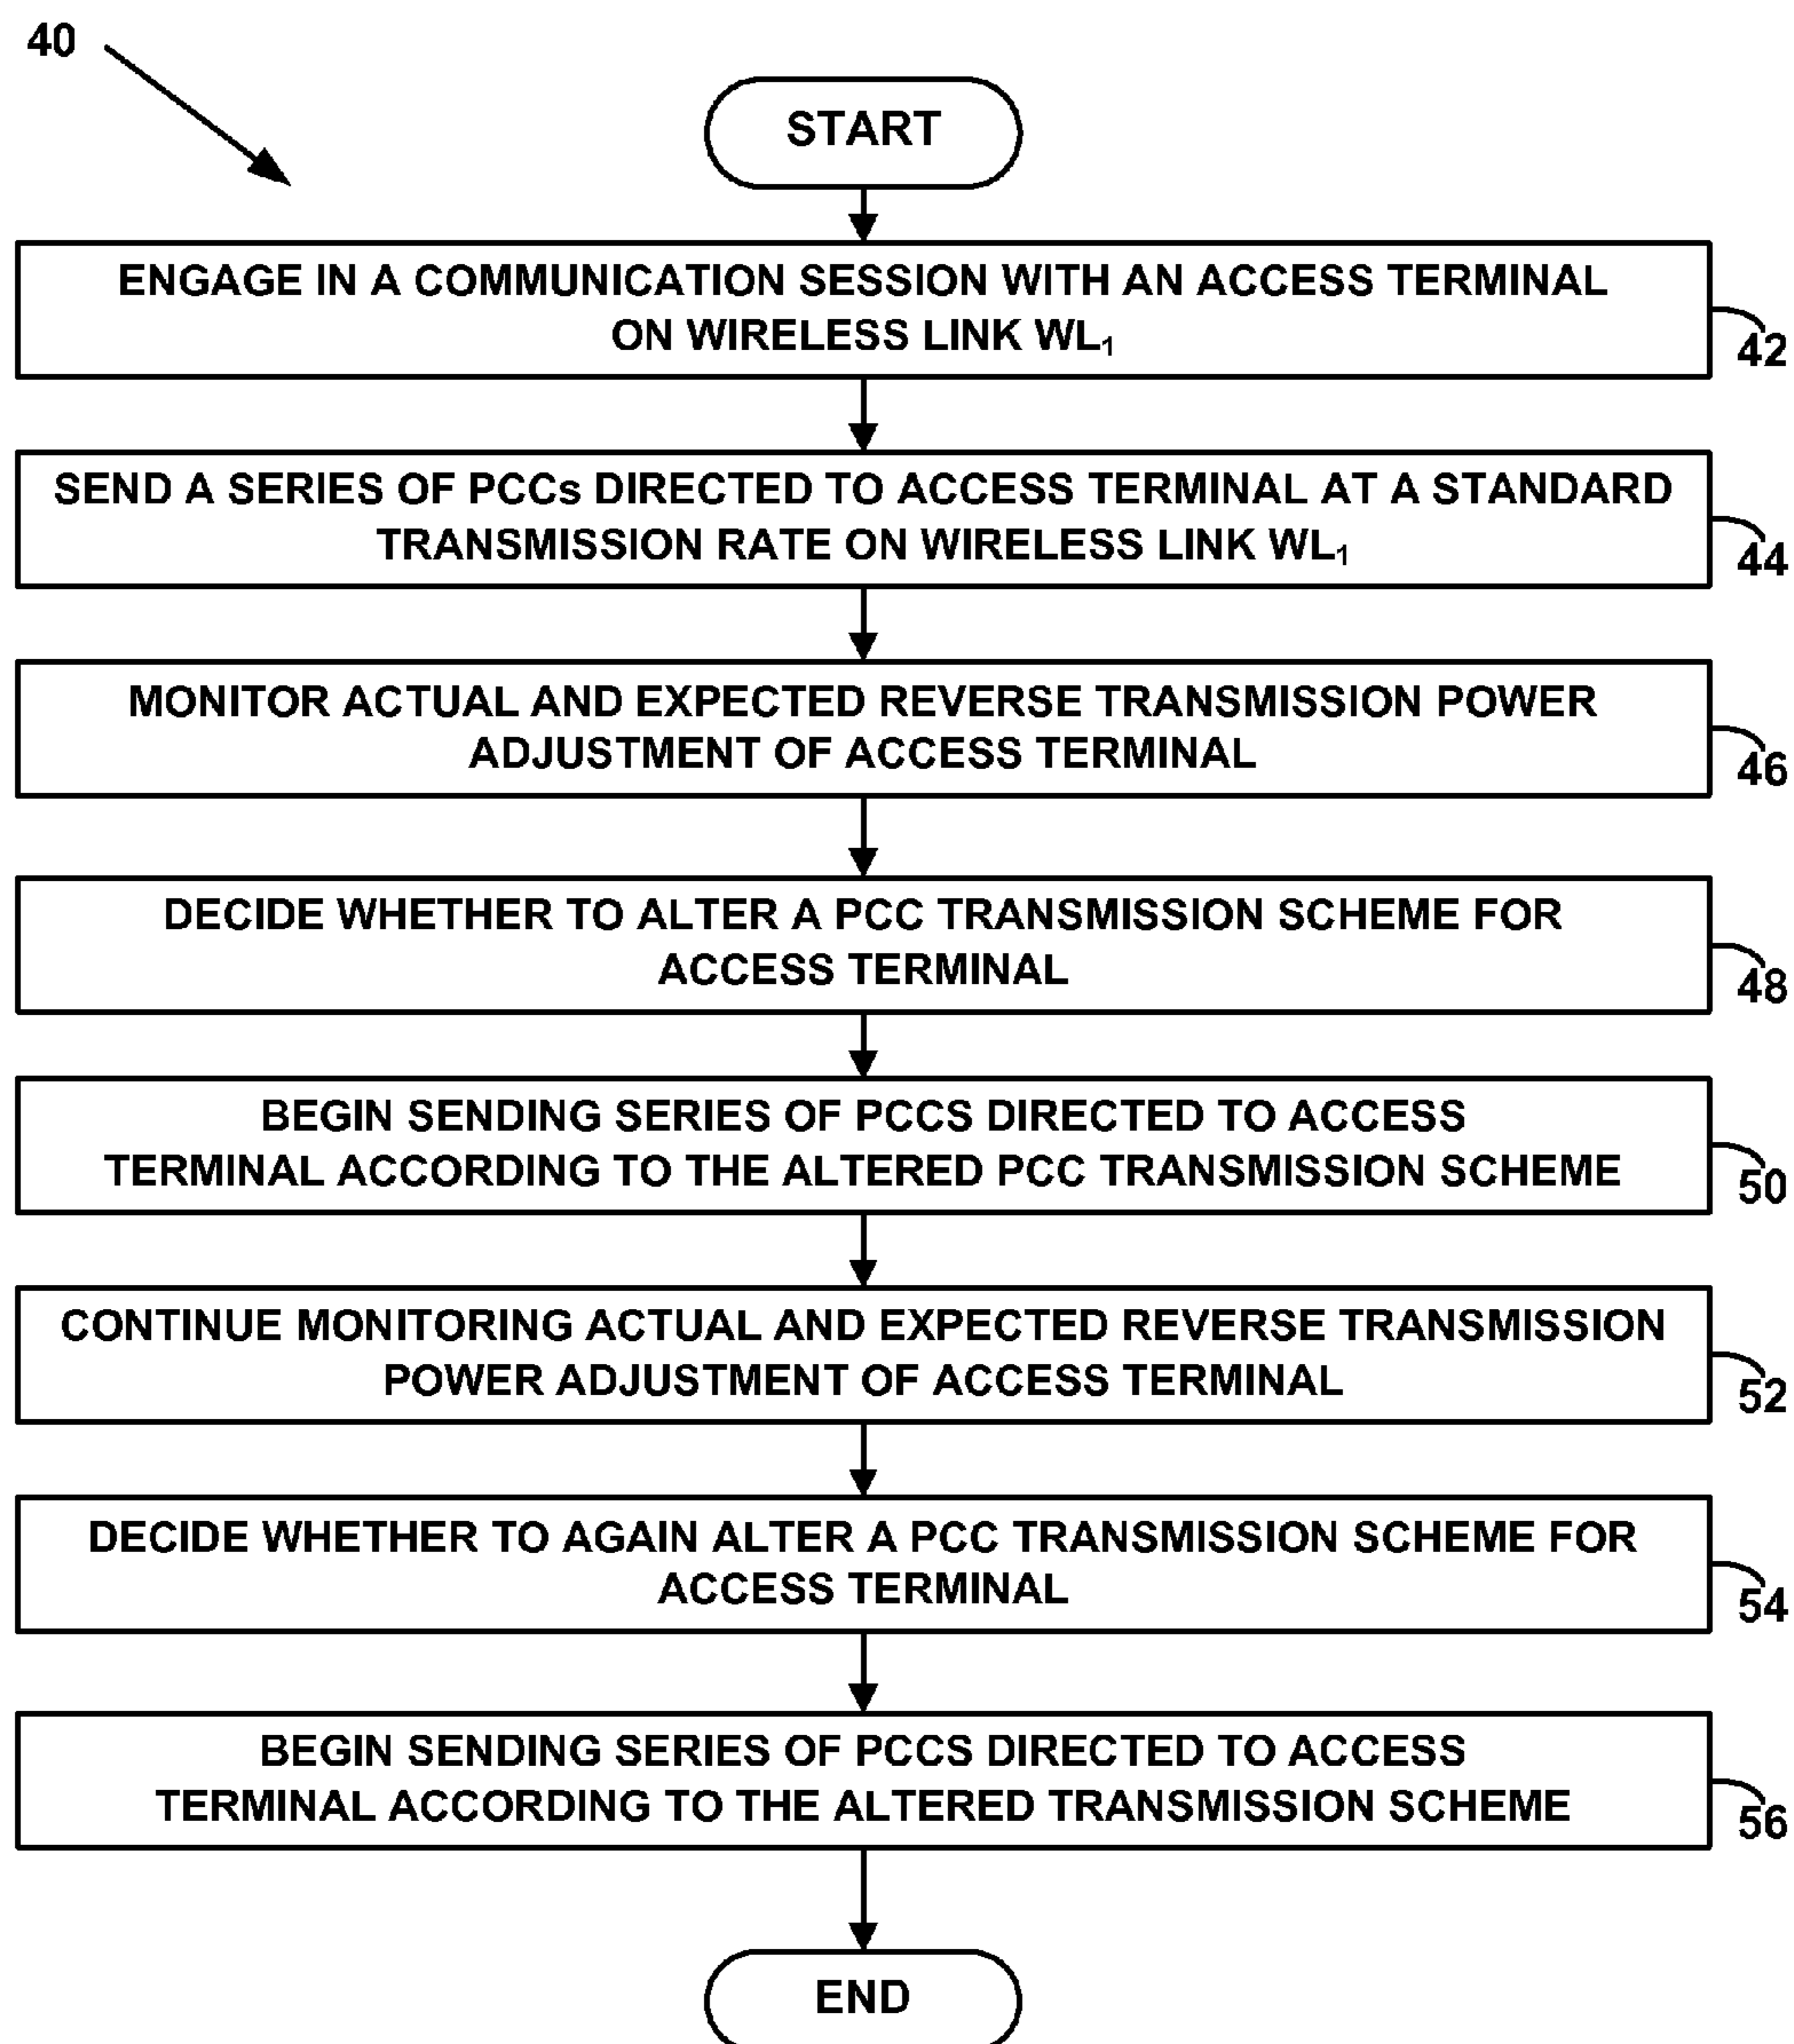 40
START
ENGAGE IN A COMMUNICATION SESSION WITH AN ACCESS TERMINAL
ON WIRELESS LINK WL₁
42
SEND A SERIES OF PCCs DIRECTED TO ACCESS TERMINAL AT A STANDARD
TRANSMISSION RATE ON WIRELESS LINK WL₁
44
MONITOR ACTUAL AND EXPECTED REVERSE TRANSMISSION POWER
ADJUSTMENT OF ACCESS TERMINAL
46
DECIDE WHETHER TO ALTER A PCC TRANSMISSION SCHEME FOR
ACCESS TERMINAL
48
BEGIN SENDING SERIES OF PCCS DIRECTED TO ACCESS
TERMINAL ACCORDING TO THE ALTERED PCC TRANSMISSION SCHEME
50
CONTINUE MONITORING ACTUAL AND EXPECTED REVERSE TRANSMISSION
POWER ADJUSTMENT OF ACCESS TERMINAL
52
DECIDE WHETHER TO AGAIN ALTER A PCC TRANSMISSION SCHEME FOR
ACCESS TERMINAL
54
BEGIN SENDING SERIES OF PCCS DIRECTED TO ACCESS
TERMINAL ACCORDING TO THE ALTERED TRANSMISSION SCHEME
56
END